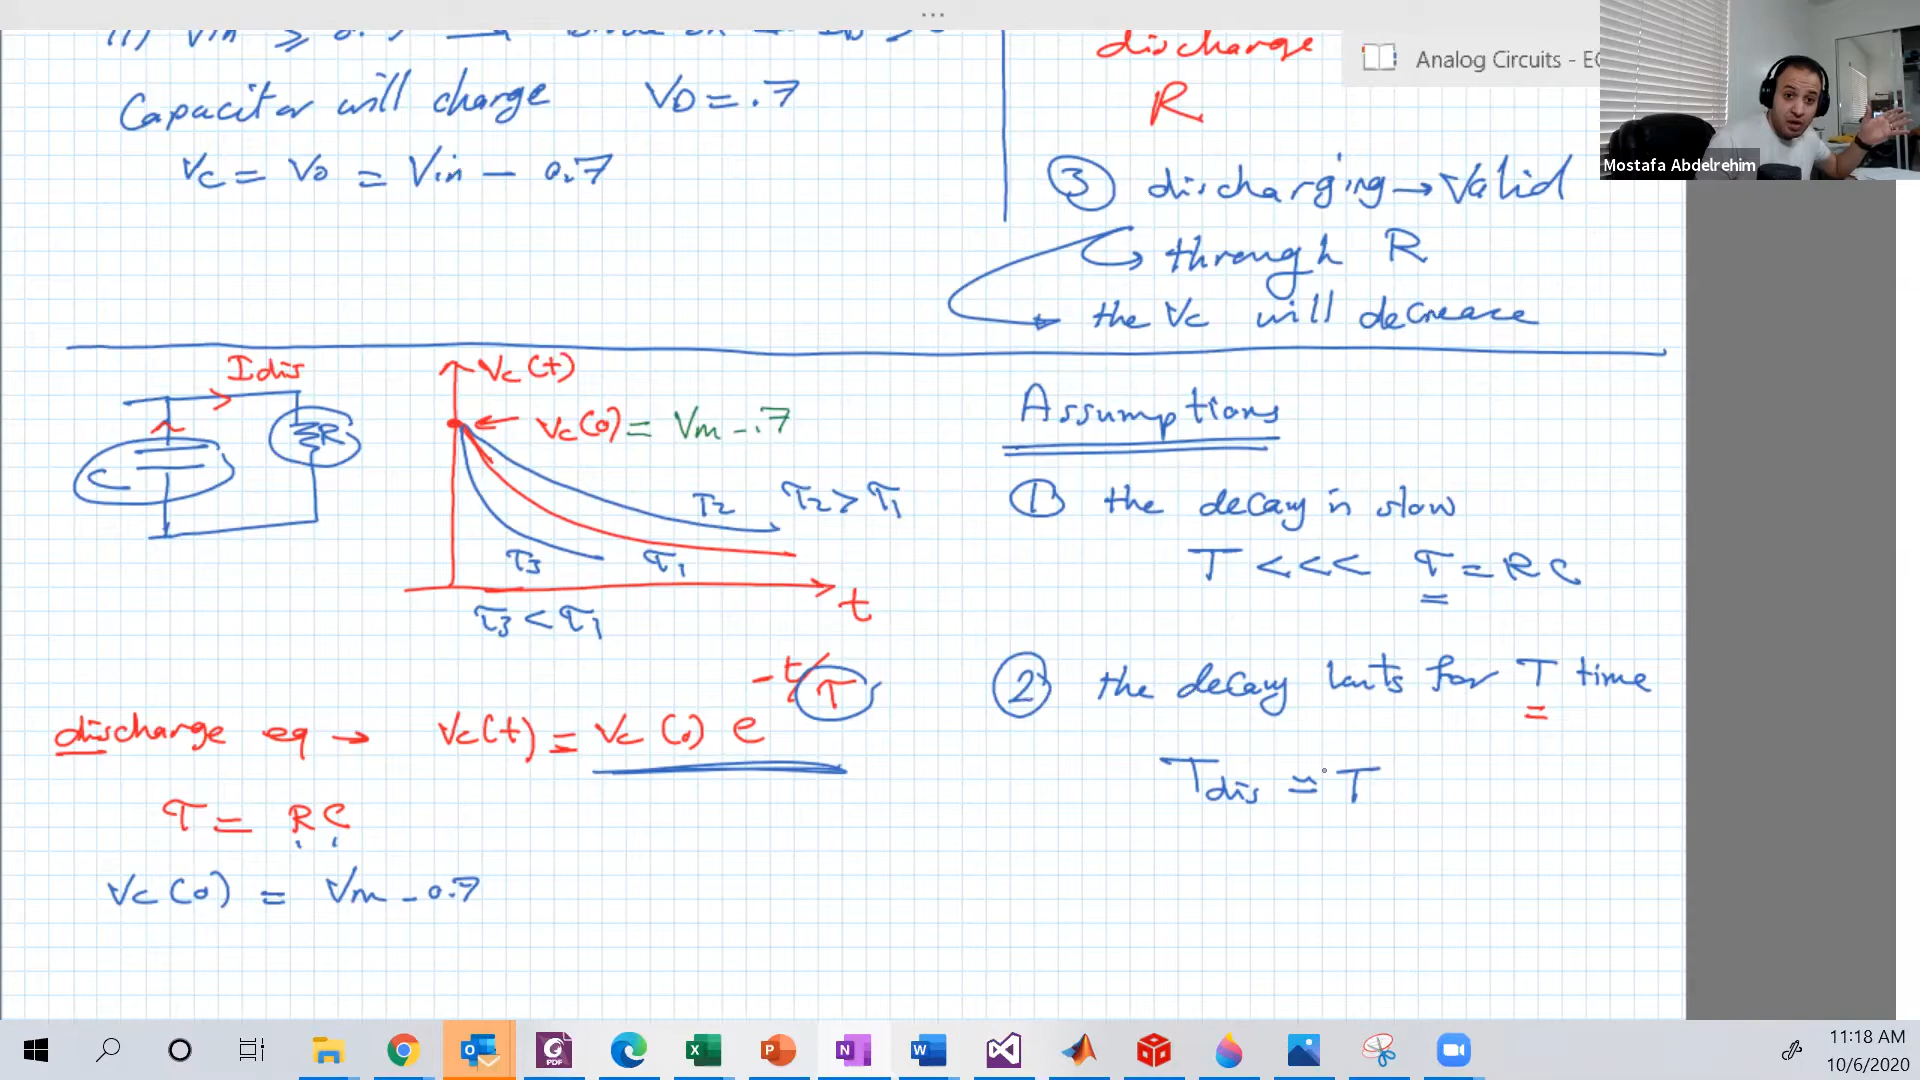 Capacitor will charge VD = .7
Vc = Vo = Vin - 0.7
discharge
R
③ discharging → Valid
through R
the Vc will decrease
Analog Circuits - EC
Mostafa Abdelrehim
Idis
R
C
Vc(t)
Vc(0) = Vm - .7
τ2 τ2 > τ1
τ3 τ1
t
τ3 < τ1
discharge eq → Vc(t) = Vc(0) e -t/τ
τ = RC
Vc(0) = Vm - 0.7
Assumptions
① the decay is slow
T <<< τ = RC
② the decay lasts for T time
Tdis ≃ T
11:18 AM
10/6/2020